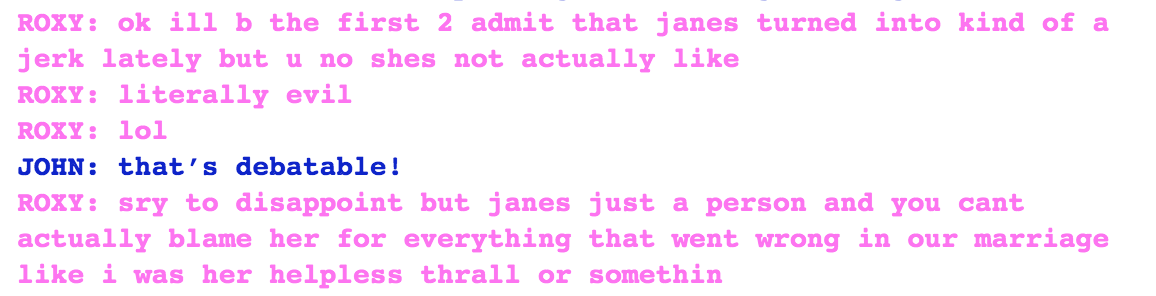 ROXY: ok ill b the first 2 admit that janes turned into kind of a
jerk lately but u no shes not actually like
ROXY: literally evil
ROXY: lol
JOHN: that’s debatable!
ROXY: sry to disappoint but janes just a person and you cant
actually blame her for everything that went wrong in our marriage
like i was her helpless thrall or somethin